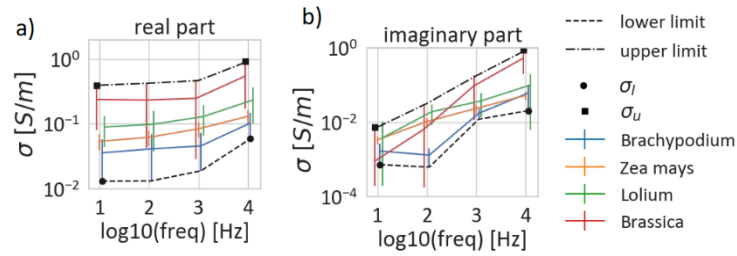 a)
real part
σ [S/m]
10⁰
10⁻¹
10⁻²
1 2 3 4
log10(freq) [Hz]
b)
imaginary part
σ [S/m]
10⁰
10⁻²
10⁻⁴
1 2 3 4
log10(freq) [Hz]
lower limit
upper limit
σₗ
σᵤ
Brachypodium
Zea mays
Lolium
Brassica